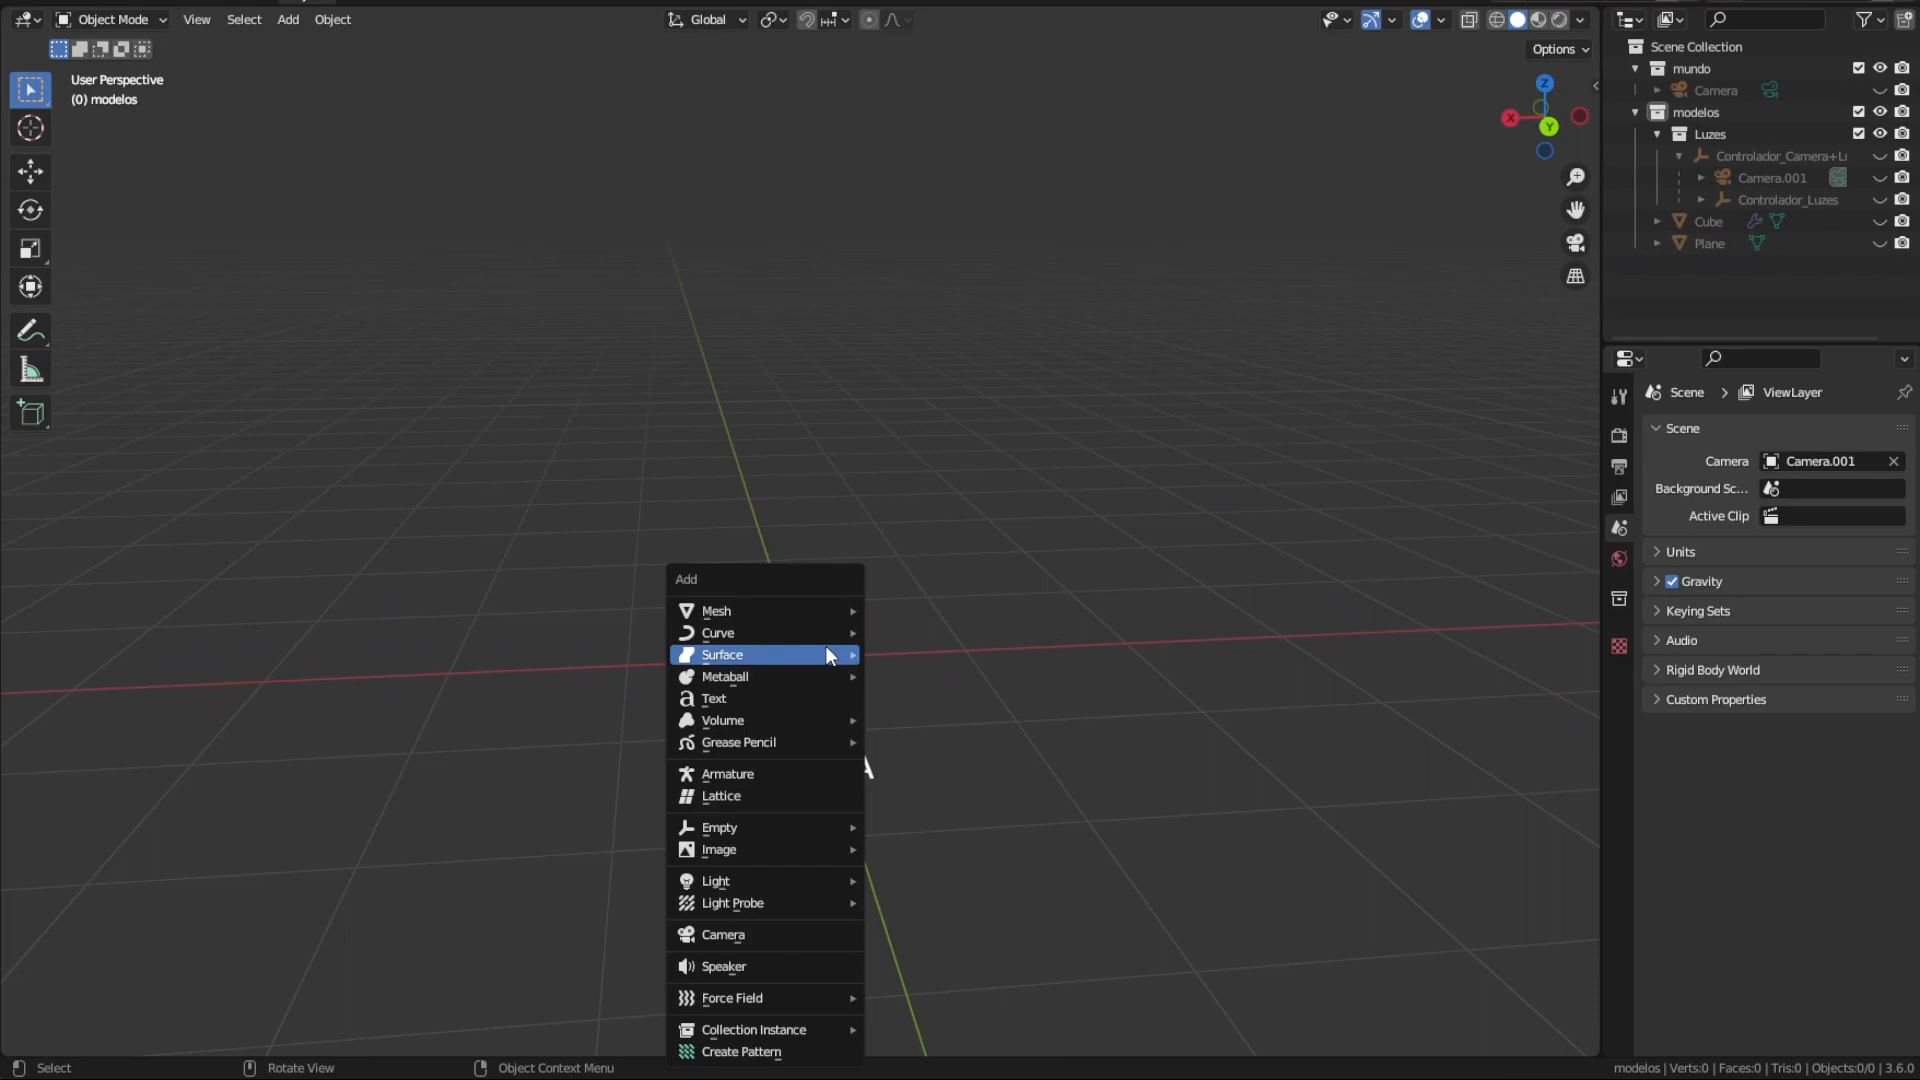 Object Mode View Select Add Object
Global
Options
User Perspective
(0) modelos
X
Y
Z
Scene Collection
mundo
Camera
modelos
Luzes
Controlador_Camera+Lu
Camera.001
Controlador_Luzes
Cube
Plane
Scene > ViewLayer
Scene
Camera Camera.001
Background Sc...
Active Clip
Units
Gravity
Keying Sets
Audio
Rigid Body World
Custom Properties
Add
Mesh
Curve
Surface
Metaball
Text
Volume
Grease Pencil
Armature
Lattice
Empty
Image
Light
Light Probe
Camera
Speaker
Force Field
Collection Instance
Create Pattern
A
Select
Rotate View
Object Context Menu
modelos | Verts:0 | Faces:0 | Tris:0 | Objects:0/0 | 3.6.0